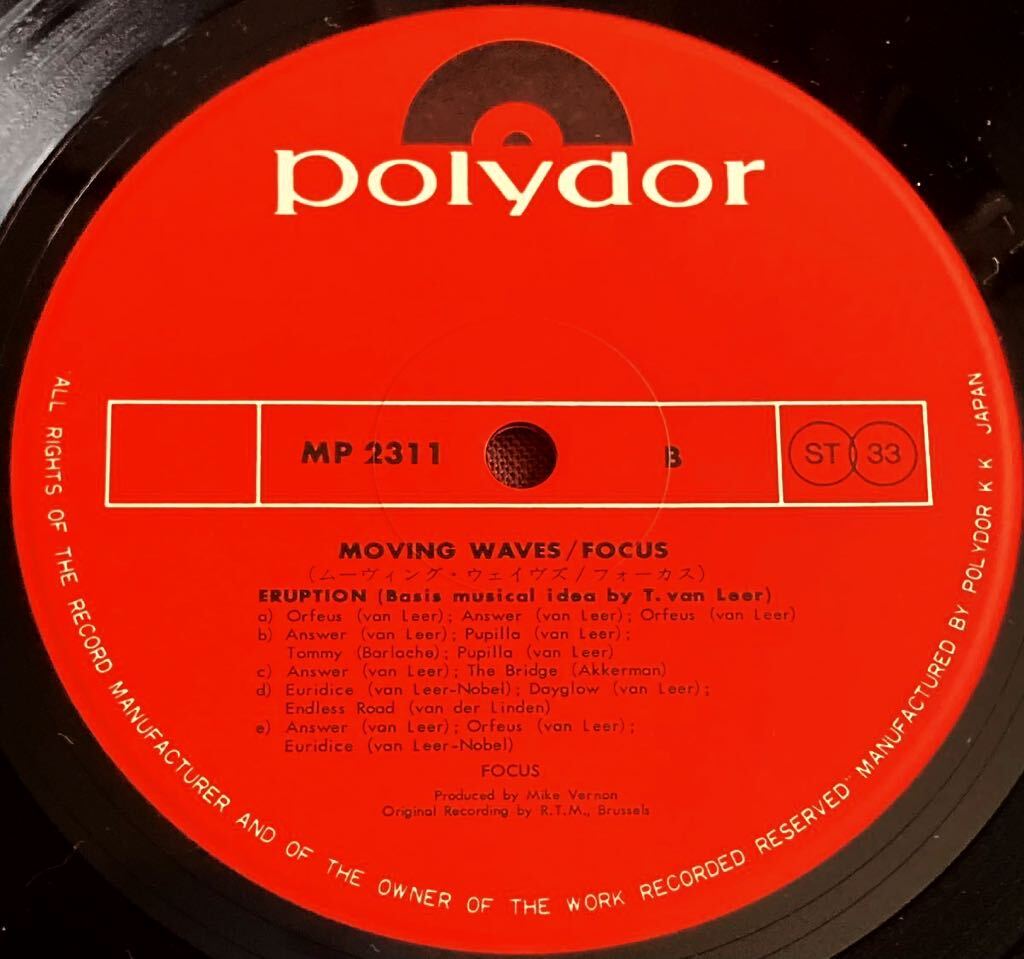 polydor
MP 2311 B ST 33
MOVING WAVES/FOCUS
(ムーヴィング・ウェイヴズ/フォーカス)
ERUPTION (Basis musical idea by T. van Leer)
a) Orfeus (van Leer); Answer (van Leer); Orfeus (van Leer)
b) Answer (van Leer); Pupilla (van Leer);
Tommy (Barlache); Pupilla (van Leer)
c) Answer (van Leer); The Bridge (Akkerman)
d) Euridice (van Leer-Nobel); Dayglow (van Leer);
Endless Road (van der Linden)
e) Answer (van Leer); Orfeus (van Leer);
Euridice (van Leer-Nobel)
FOCUS
Produced by Mike Vernon
Original Recording by R.T.M., Brussels
"ALL RIGHTS OF THE RECORD MANUFACTURER AND OF THE OWNER OF THE WORK RECORDED RESERVED" MANUFACTURED BY POLYDOR K K JAPAN